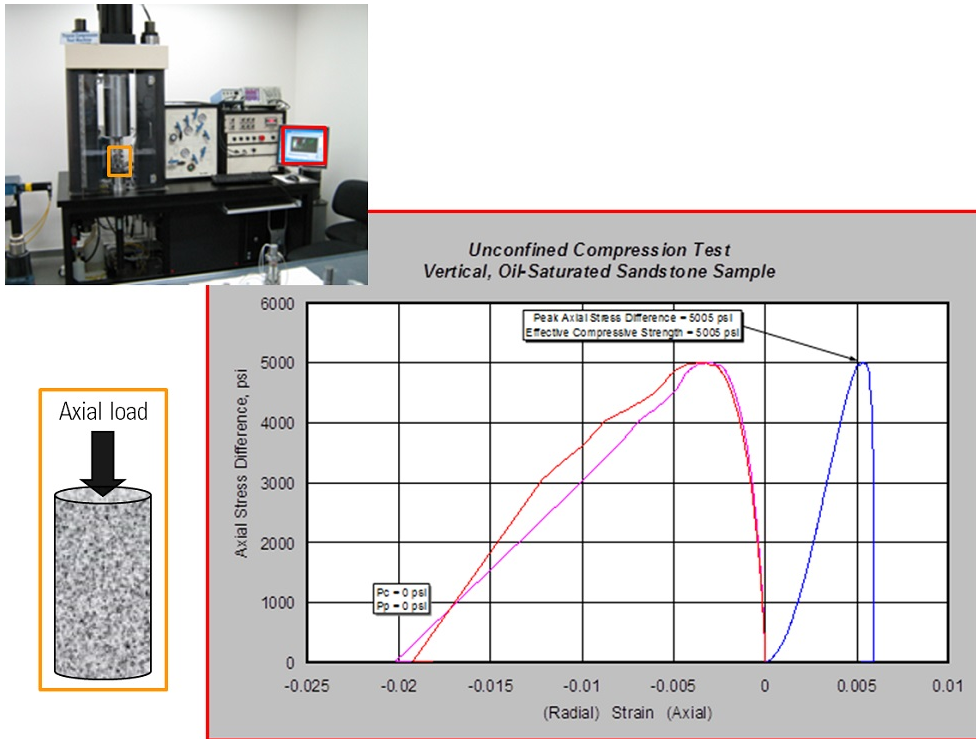 Unconfined Compression Test
Vertical, Oil-Saturated Sandstone Sample
6000
5000
4000
3000
2000
1000
0
Axial Stress Difference, psi
Peak Axial Stress Difference = 5005 psi
Effective Compressive Strength = 5005 psi
Pc = 0 psi
Pp = 0 psi
-0.025 -0.02 -0.015 -0.01 -0.005 0 0.005 0.01
(Radial) Strain (Axial)
Axial load